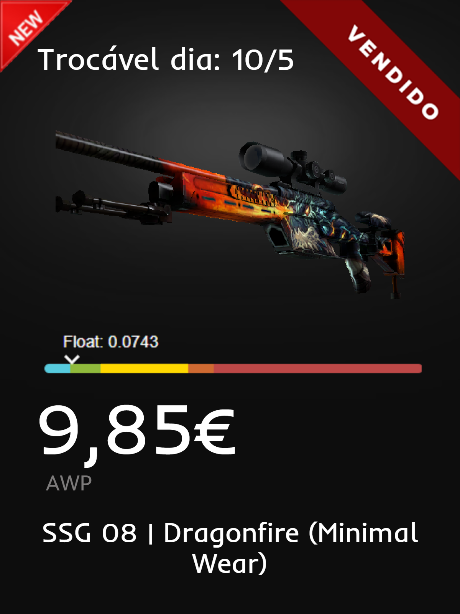 NEW
Trocável dia: 10/5
VENDIDO
Float: 0.0743
9,85€
AWP
SSG 08 | Dragonfire (Minimal
Wear)